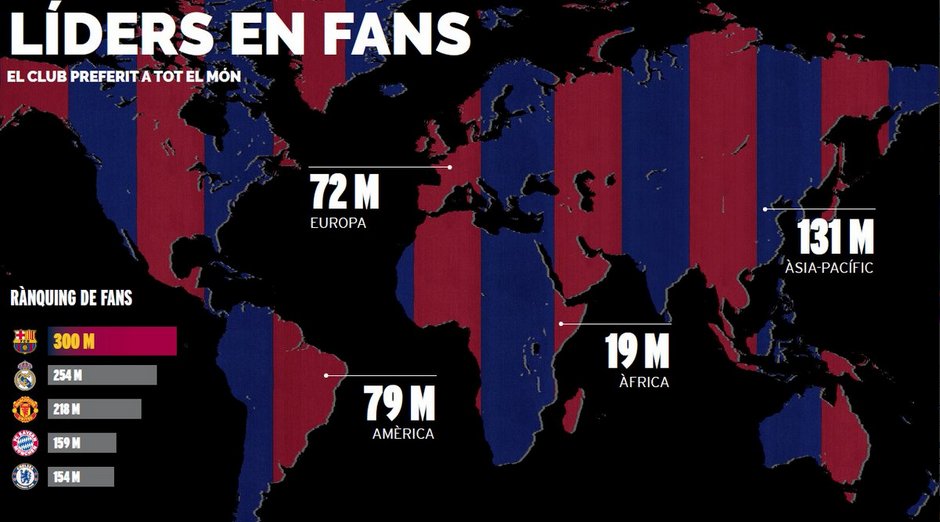 LÍDERS EN FANS
EL CLUB PREFERIT A TOT EL MÓN
72 M
EUROPA
131 M
ÀSIA-PACÍFIC
19 M
ÀFRICA
79 M
AMÈRICA
RÀNQUING DE FANS
300 M
254 M
218 M
159 M
154 M